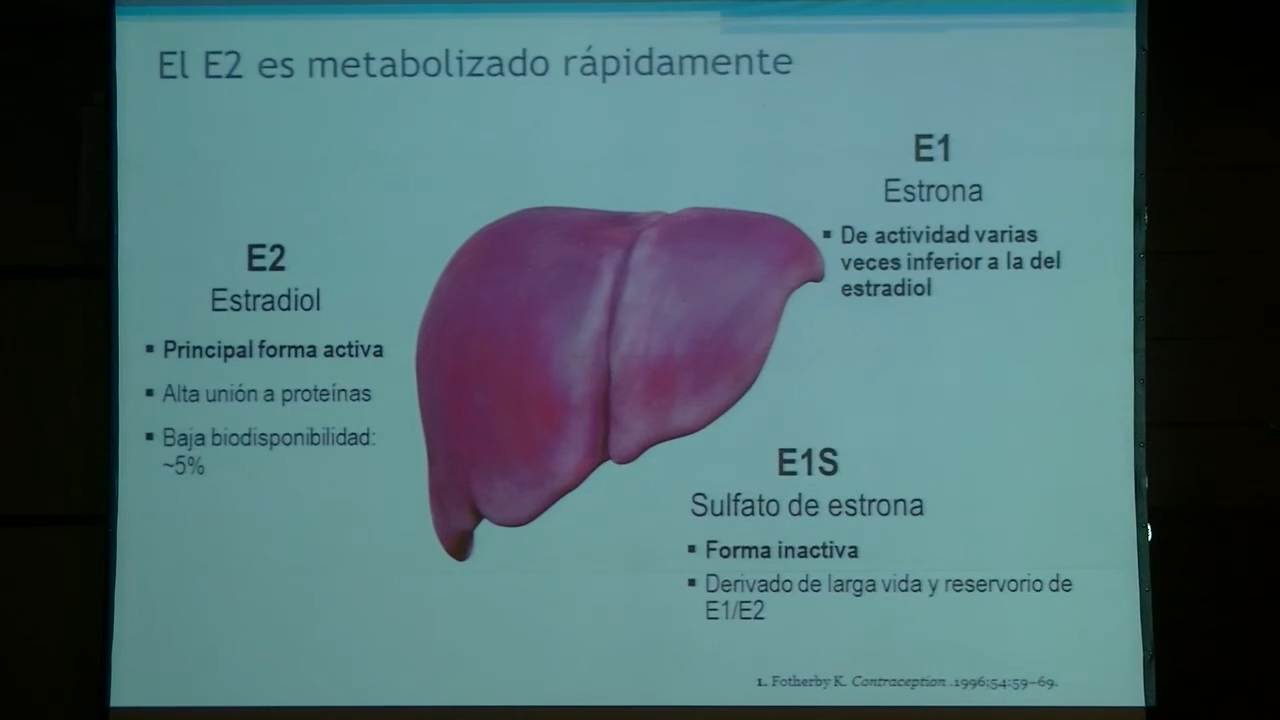 El E2 es metabolizado rápidamente
E2
Estradiol
▪ Principal forma activa
▪ Alta unión a proteínas
▪ Baja biodisponibilidad:
~5%
E1
Estrona
▪ De actividad varias
veces inferior a la del
estradiol
E1S
Sulfato de estrona
▪ Forma inactiva
▪ Derivado de larga vida y reservorio de
E1/E2
1. Fotherby K. Contraception .1996;54:59–69.